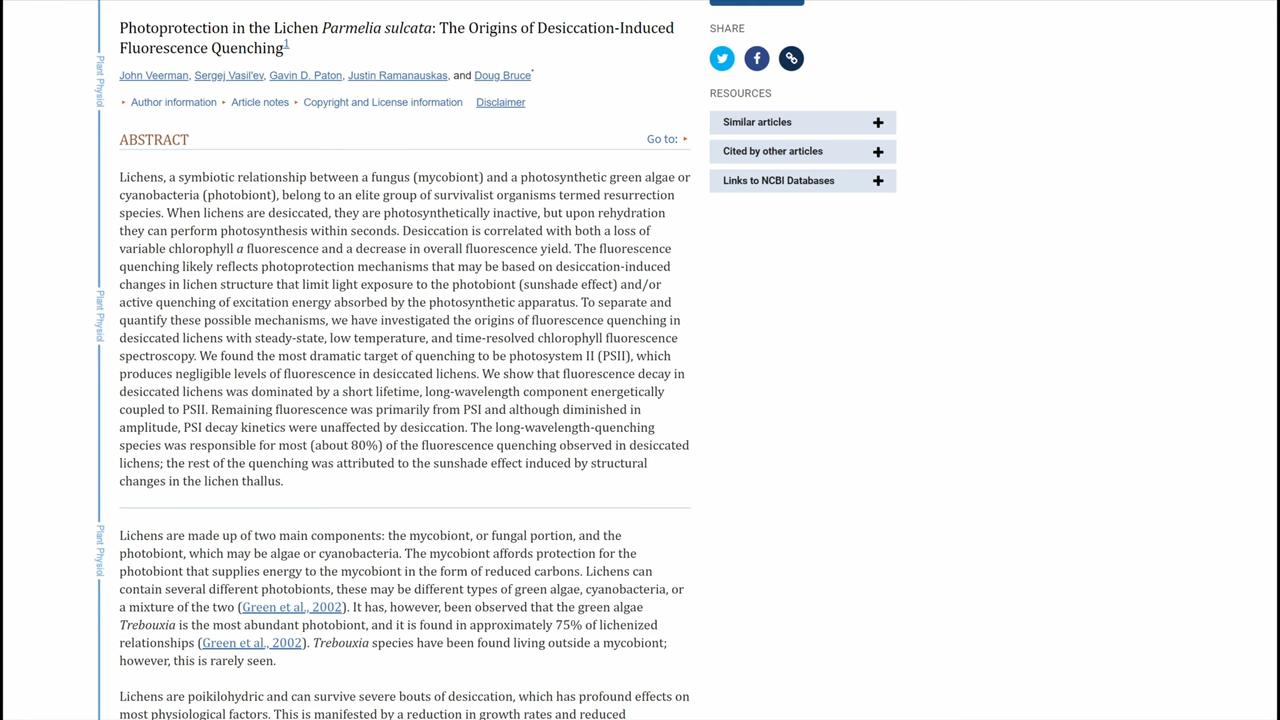 Photoprotection in the Lichen Parmelia sulcata: The Origins of Desiccation-Induced
Fluorescence Quenching1
John Veerman, Sergej Vasil'ev, Gavin D. Paton, Justin Ramanauskas, and Doug Bruce*
Author information Article notes Copyright and License information Disclaimer
ABSTRACT
Go to:
Lichens, a symbiotic relationship between a fungus (mycobiont) and a photosynthetic green algae or
cyanobacteria (photobiont), belong to an elite group of survivalist organisms termed resurrection
species. When lichens are desiccated, they are photosynthetically inactive, but upon rehydration
they can perform photosynthesis within seconds. Desiccation is correlated with both a loss of
variable chlorophyll a fluorescence and a decrease in overall fluorescence yield. The fluorescence
quenching likely reflects photoprotection mechanisms that may be based on desiccation-induced
changes in lichen structure that limit light exposure to the photobiont (sunshade effect) and/or
active quenching of excitation energy absorbed by the photosynthetic apparatus. To separate and
quantify these possible mechanisms, we have investigated the origins of fluorescence quenching in
desiccated lichens with steady-state, low temperature, and time-resolved chlorophyll fluorescence
spectroscopy. We found the most dramatic target of quenching to be photosystem II (PSII), which
produces negligible levels of fluorescence in desiccated lichens. We show that fluorescence decay in
desiccated lichens was dominated by a short lifetime, long-wavelength component energetically
coupled to PSII. Remaining fluorescence was primarily from PSI and although diminished in
amplitude, PSI decay kinetics were unaffected by desiccation. The long-wavelength-quenching
species was responsible for most (about 80%) of the fluorescence quenching observed in desiccated
lichens; the rest of the quenching was attributed to the sunshade effect induced by structural
changes in the lichen thallus.
Lichens are made up of two main components: the mycobiont, or fungal portion, and the
photobiont, which may be algae or cyanobacteria. The mycobiont affords protection for the
photobiont that supplies energy to the mycobiont in the form of reduced carbons. Lichens can
contain several different photobionts, these may be different types of green algae, cyanobacteria, or
a mixture of the two (Green et al., 2002). It has, however, been observed that the green algae
Trebouxia is the most abundant photobiont, and it is found in approximately 75% of lichenized
relationships (Green et al., 2002). Trebouxia species have been found living outside a mycobiont;
however, this is rarely seen.
Lichens are poikilohydric and can survive severe bouts of desiccation, which has profound effects on
most physiological factors. This is manifested by a reduction in growth rates and reduced
Plant Physiol
Plant Physiol
Plant Physiol
SHARE
RESOURCES
Similar articles
Cited by other articles
Links to NCBI Databases